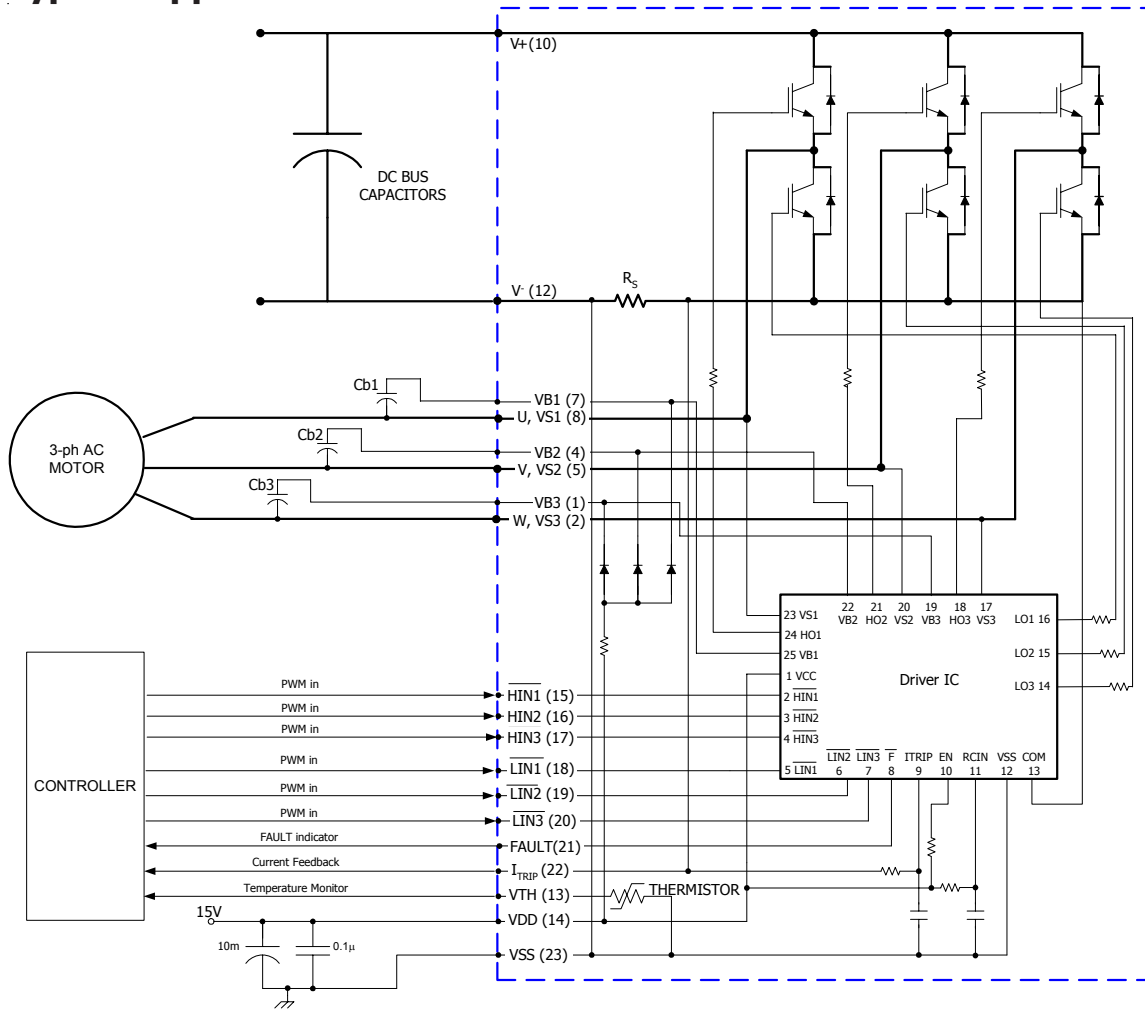 V+(10)
DC BUS
CAPACITORS
V- (12)
RS
Cb1
VB1 (7)
U, VS1 (8)
3-ph AC
MOTOR
Cb2
VB2 (4)
V, VS2 (5)
Cb3
VB3 (1)
W, VS3 (2)
22 21 20 19 18 17
VB2 HO2 VS2 VB3 HO3 VS3
23 VS1
24 HO1
25 VB1
1 VCC
2 HIN1
3 HIN2
4 HIN3
5 LIN1
LO1 16
LO2 15
LO3 14
Driver IC
LIN2 LIN3 F ITRIP EN RCIN VSS COM
6 7 8 9 10 11 12 13
CONTROLLER
PWM in
HIN1 (15)
PWM in
HIN2 (16)
PWM in
HIN3 (17)
PWM in
LIN1 (18)
PWM in
LIN2 (19)
PWM in
LIN3 (20)
FAULT indicator
FAULT(21)
Current Feedback
ITRIP (22)
Temperature Monitor
VTH (13)
THERMISTOR
15V
VDD (14)
10m
0.1µ
VSS (23)